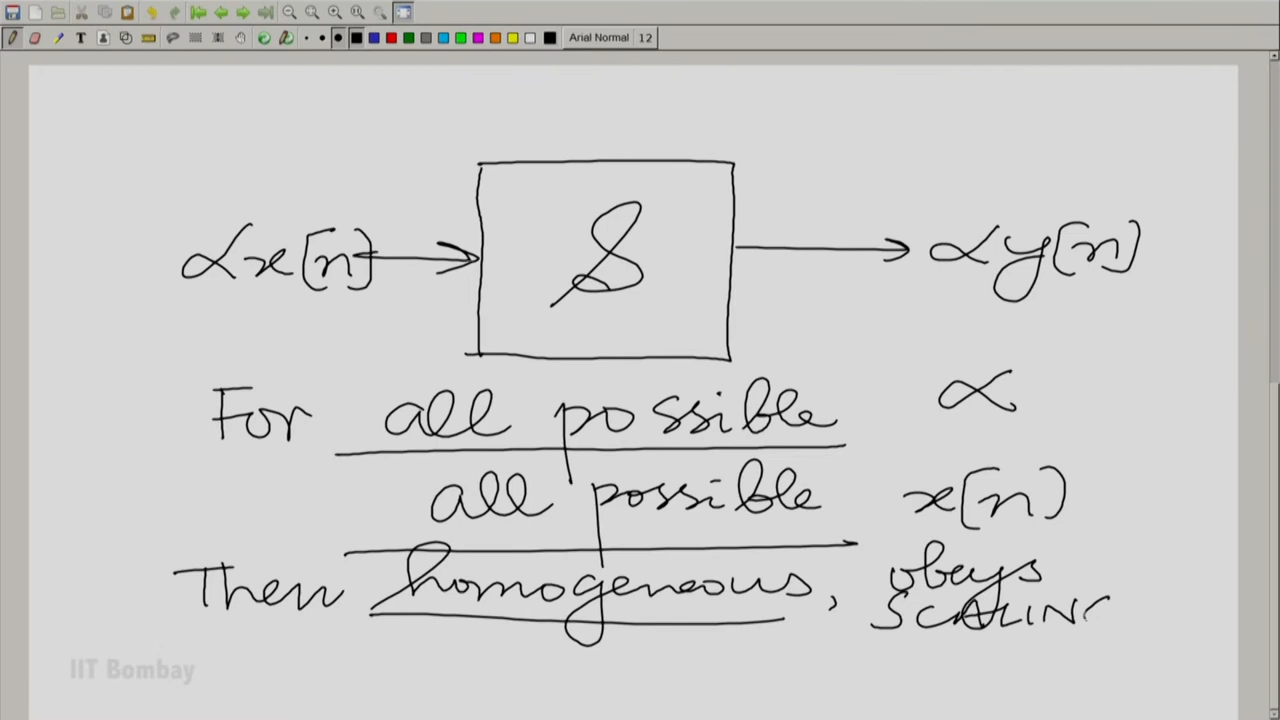 Arial Normal 12
αx[n] S αy[n]
For all possible α
all possible x[n]
Then homogeneous, obeys
SCALING
IIT Bombay